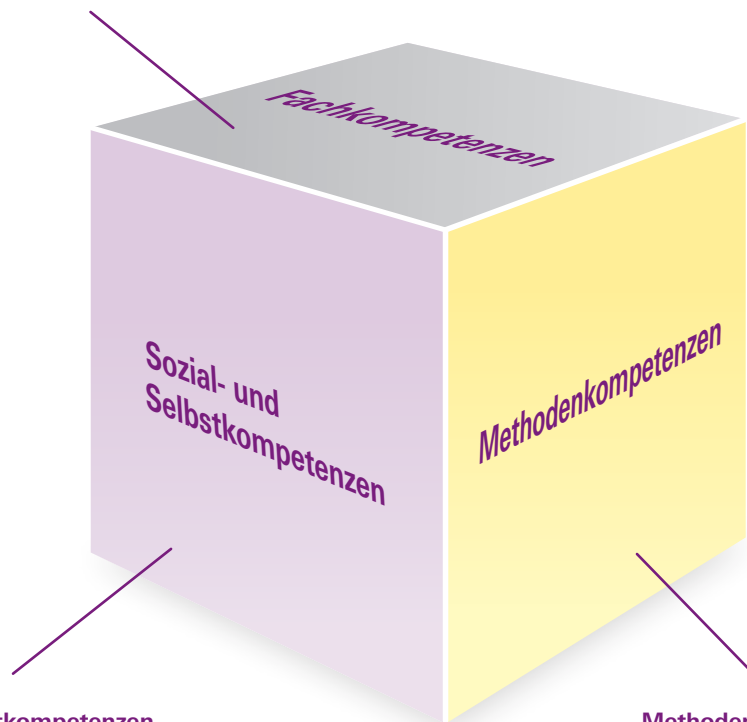 Fachkompetenzen
Sozial- und
Selbstkompetenzen
Methodenkompetenzen